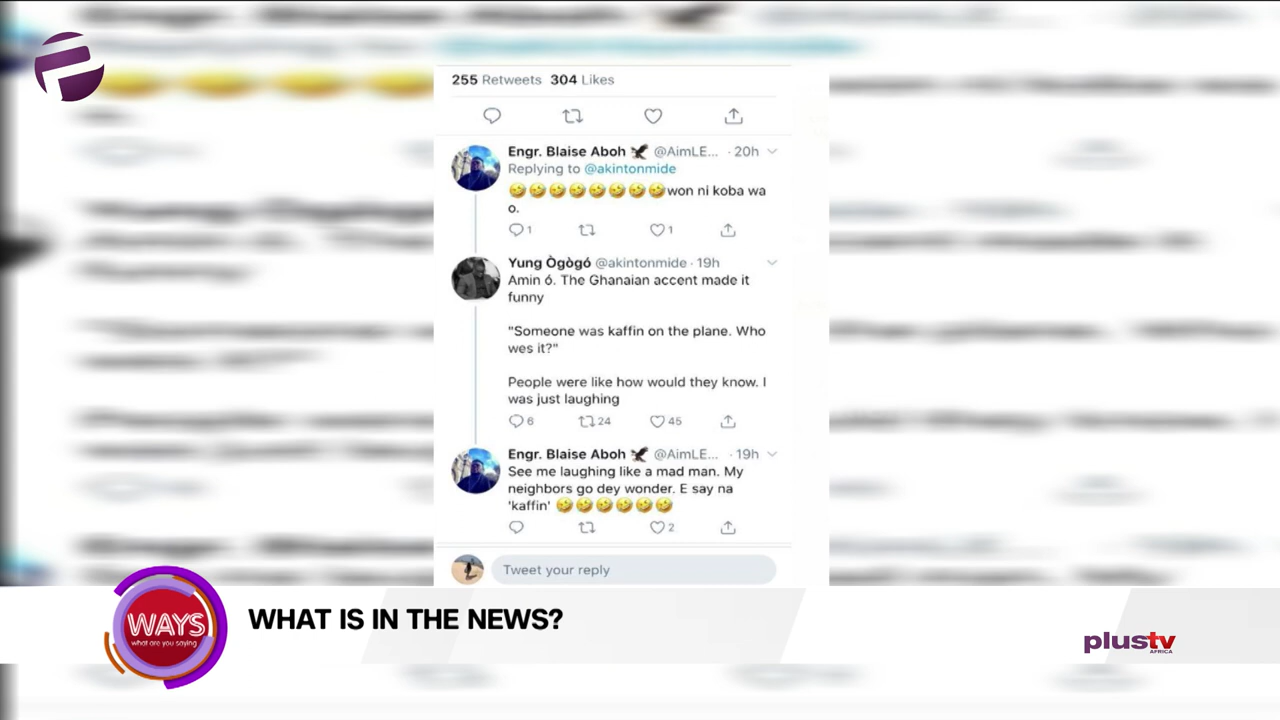 255 Retweets 304 Likes
Engr. Blaise Aboh @AimLE... · 20h
Replying to @akintonmide
🤣🤣🤣🤣🤣🤣🤣🤣won ni koba wa
o.
1 1
Yung Ògògó @akintonmide · 19h
Amin ó. The Ghanaian accent made it
funny
"Someone was kaffin on the plane. Who
wes it?"
People were like how would they know. I
was just laughing
6 24 45
Engr. Blaise Aboh @AimLE... · 19h
See me laughing like a mad man. My
neighbors go dey wonder. E say na
'kaffin' 🤣🤣🤣🤣🤣🤣
2
Tweet your reply
WAYS
what are you saying
WHAT IS IN THE NEWS?
plustv
AFRICA